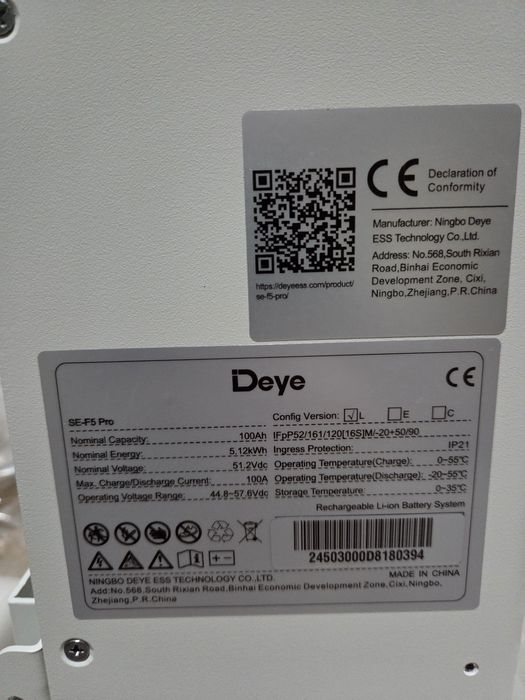 CE Declaration of
Conformity
Manufacturer: Ningbo Deye
ESS Technology Co.,Ltd.
Address: No.568,South Rixian
Road,Binhai Economic
Development Zone, Cixi,
Ningbo,Zhejiang,P.R.China
https://deyeess.com/product/
se-f5-pro/
Deye
CE
SE-F5 Pro
Config Version: √L E C
Nominal Capacity: 100Ah
IFpP52/161/120[16S]M/-20+50/90
Nominal Energy: 5.12kWh
Ingress Protection: IP21
Nominal Voltage: 51.2Vdc
Operating Temperature(Charge): 0~55℃
Max. Charge/Discharge Current: 100A
Operating Temperature(Discharge): -20~55℃
Operating Voltage Range: 44.8~57.6Vdc
Storage Temperature: 0~35℃
Rechargeable Li-ion Battery System
24503000D8180394
NINGBO DEYE ESS TECHNOLOGY CO.,LTD.
MADE IN CHINA
Add:No.568,South Rixian Road,Binhai Economic Development Zone,Cixi,Ningbo,
Zhejiang,P.R.China